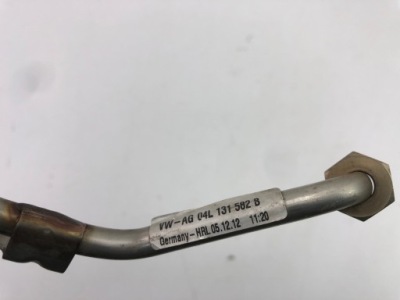 VW-AG 04L 131 582 B
Germany-HRL 05.12.12 11:20